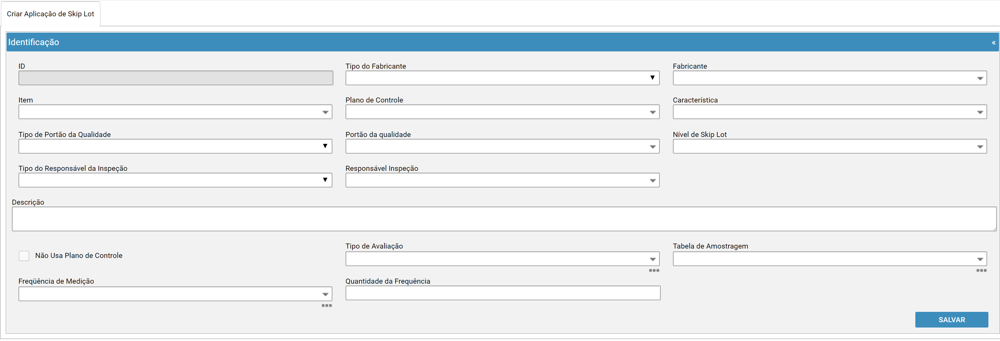 Criar Aplicação de Skip Lot
Identificação «
ID
Tipo do Fabricante
Fabricante
Item
Plano de Controle
Característica
Tipo de Portão da Qualidade
Portão da qualidade
Nível de Skip Lot
Tipo do Responsável da Inspeção
Responsável Inspeção
Descrição
Não Usa Plano de Controle
Tipo de Avaliação
Tabela de Amostragem
Freqüência de Medição
Quantidade da Frequência
SALVAR